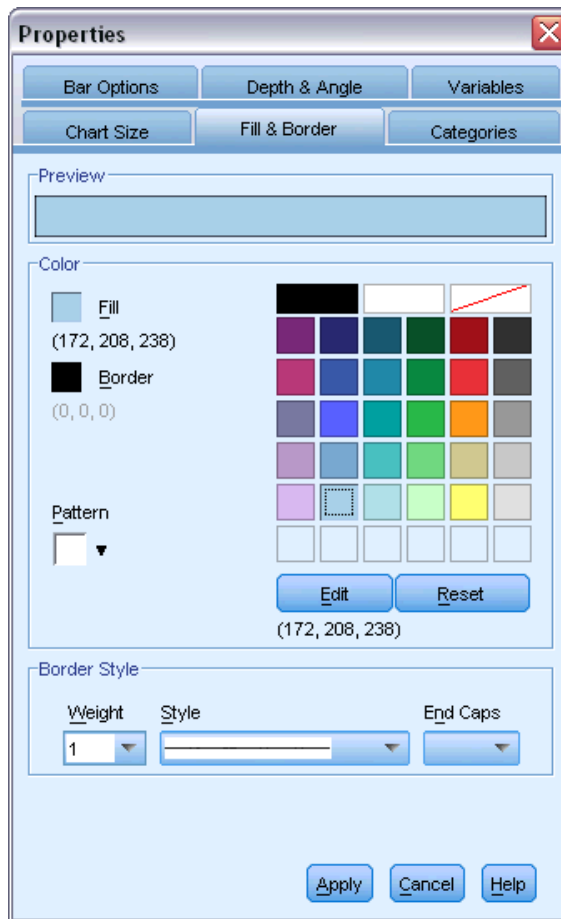 Properties
Bar Options Depth & Angle Variables
Chart Size Fill & Border Categories
Preview
Color
Fill
(172, 208, 238)
Border
(0, 0, 0)
Pattern
Edit Reset
(172, 208, 238)
Border Style
Weight Style End Caps
1
Apply Cancel Help